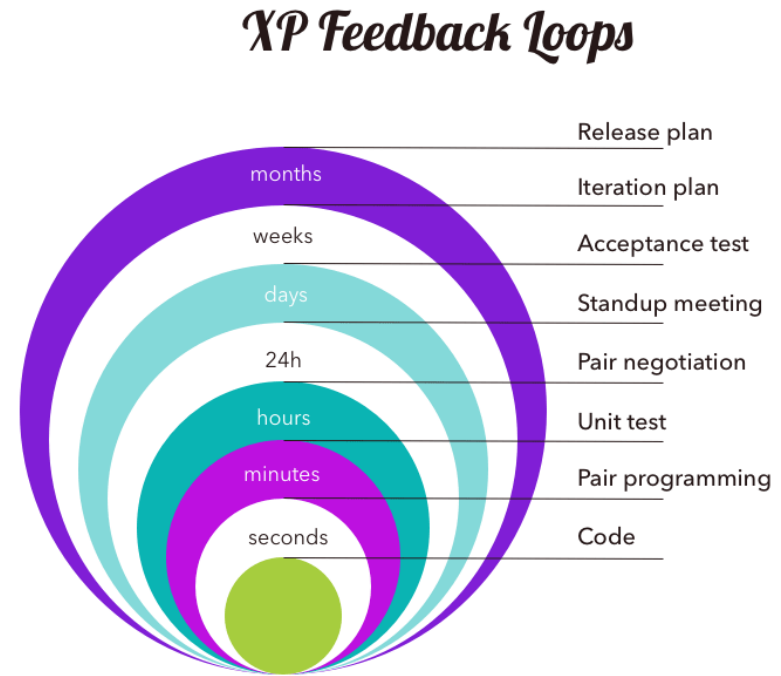 XP Feedback Loops
Release plan
months
Iteration plan
weeks
Acceptance test
days
Standup meeting
24h
Pair negotiation
hours
Unit test
minutes
Pair programming
seconds
Code